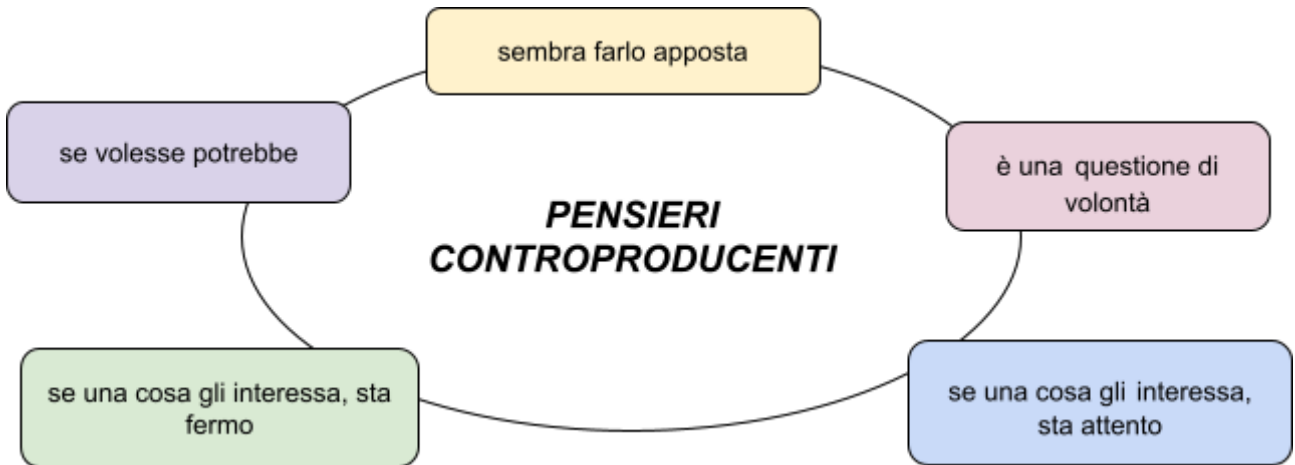 sembra farlo apposta
se volesse potrebbe
è una questione di
volontà
PENSIERI
CONTROPRODUCENTI
se una cosa gli interessa, sta
fermo
se una cosa gli interessa,
sta attento